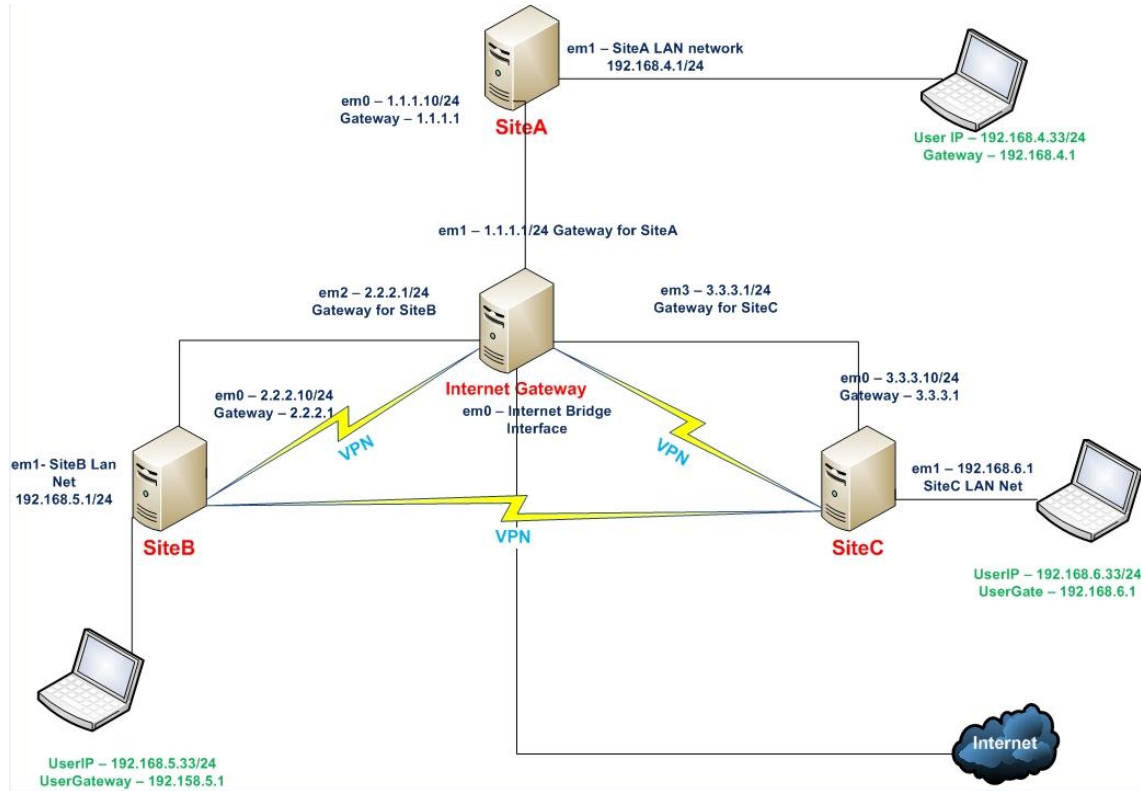 em1 – SiteA LAN network
192.168.4.1/24
em0 – 1.1.1.10/24
Gateway – 1.1.1.1
SiteA
User IP – 192.168.4.33/24
Gateway – 192.168.4.1
em1 – 1.1.1.1/24 Gateway for SiteA
em2 – 2.2.2.1/24
Gateway for SiteB
em3 – 3.3.3.1/24
Gateway for SiteC
Internet Gateway
em0 – Internet Bridge
Interface
em0 – 2.2.2.10/24
Gateway – 2.2.2.1
em0 – 3.3.3.10/24
Gateway – 3.3.3.1
VPN
VPN
em1- SiteB Lan
Net
192.168.5.1/24
em1 – 192.168.6.1
SiteC LAN Net
SiteB
VPN
SiteC
UserIP – 192.168.6.33/24
UserGate – 192.168.6.1
Internet
UserIP – 192.168.5.33/24
UserGateway – 192.158.5.1